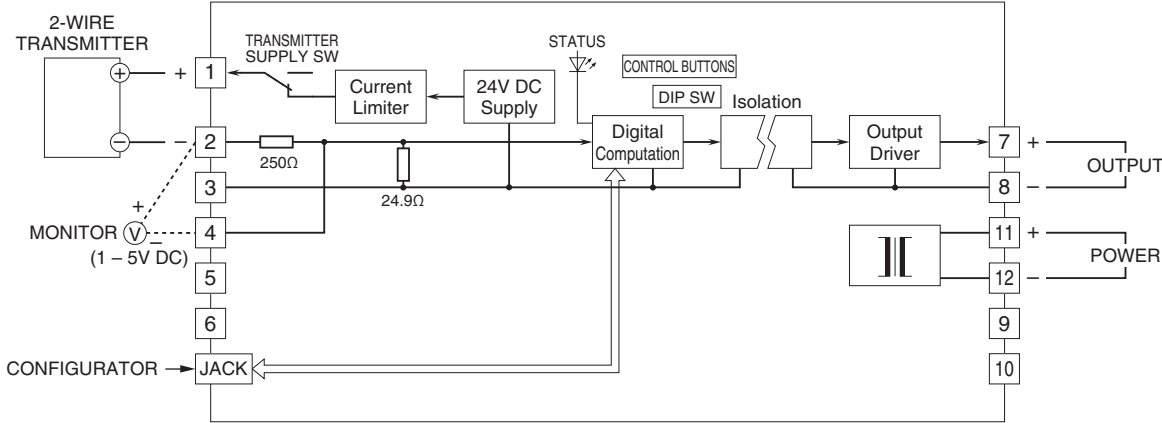 2-WIRE
TRANSMITTER
+
–
+
–
1
2
3
4
5
6
JACK
CONFIGURATOR
MONITOR
V
+
–
(1 – 5V DC)
TRANSMITTER
SUPPLY SW
Current
Limiter
24V DC
Supply
250Ω
24.9Ω
STATUS
CONTROL BUTTONS
DIP SW
Digital
Computation
Isolation
Output
Driver
7
+
OUTPUT
8
–
11
+
POWER
12
–
9
10